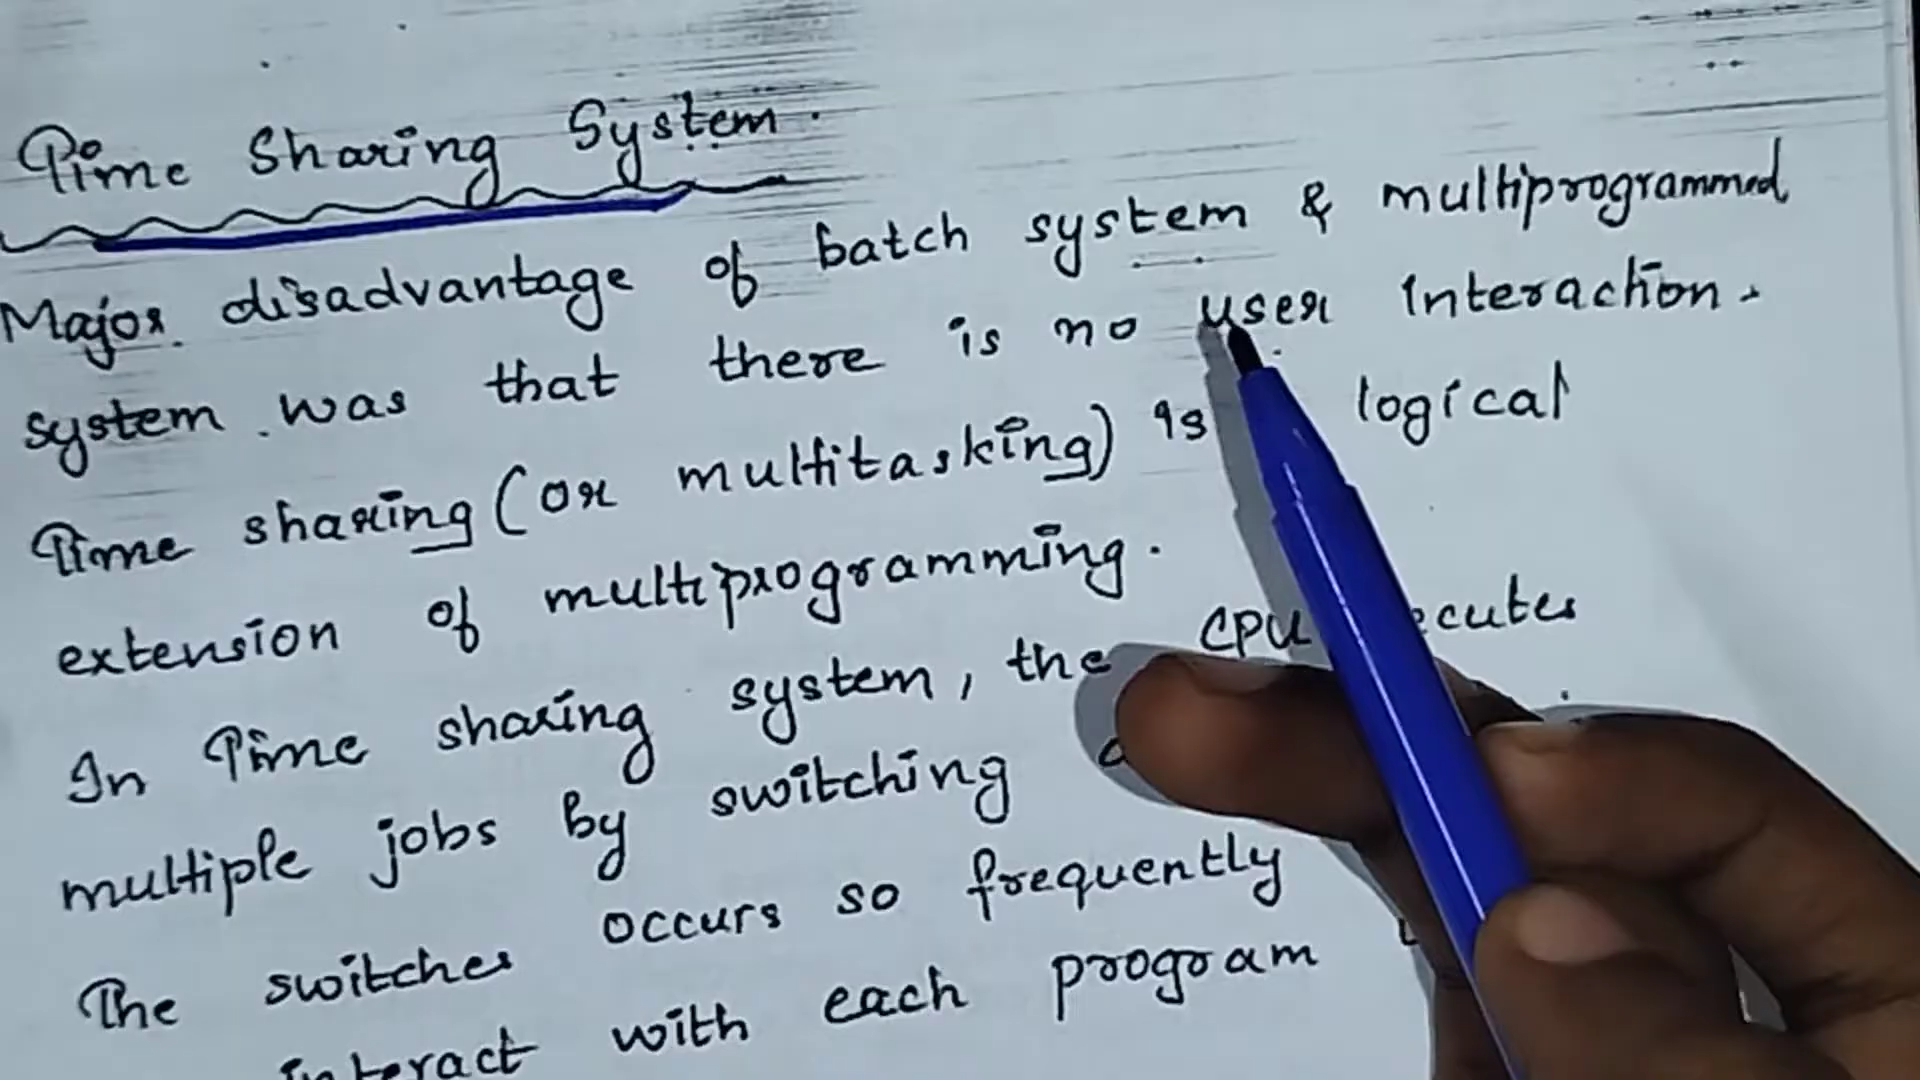 Time Sharing System.
Major disadvantage of batch system & multiprogrammed
system was that there is no user interaction.
Time sharing (or multitasking) is logical
extension of multiprogramming.
In Time sharing system, the CPU
multiple jobs by switching
The switches occurs so frequently
interact with each program